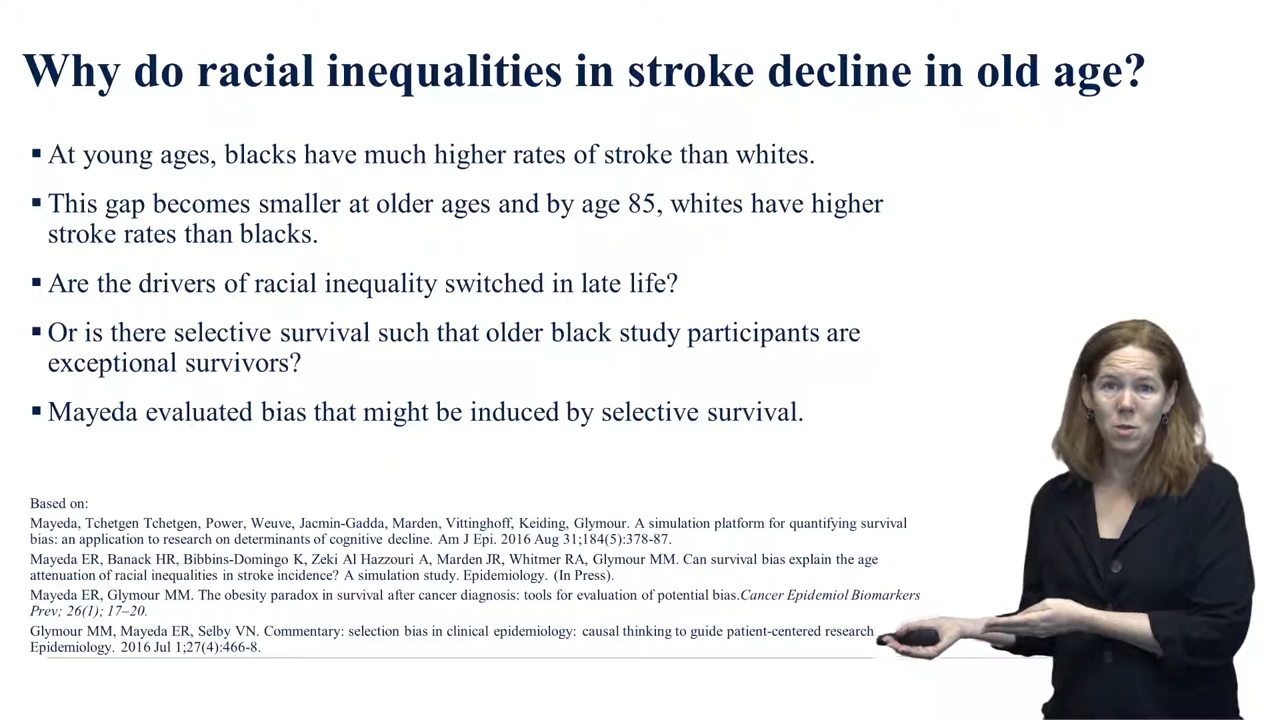 Why do racial inequalities in stroke decline in old age?
▪ At young ages, blacks have much higher rates of stroke than whites.
▪ This gap becomes smaller at older ages and by age 85, whites have higher
stroke rates than blacks.
▪ Are the drivers of racial inequality switched in late life?
▪ Or is there selective survival such that older black study participants are
exceptional survivors?
▪ Mayeda evaluated bias that might be induced by selective survival.
Based on:
Mayeda, Tchetgen Tchetgen, Power, Weuve, Jacmin-Gadda, Marden, Vittinghoff, Keiding, Glymour. A simulation platform for quantifying survival
bias: an application to research on determinants of cognitive decline. Am J Epi. 2016 Aug 31;184(5):378-87.
Mayeda ER, Banack HR, Bibbins-Domingo K, Zeki Al Hazzouri A, Marden JR, Whitmer RA, Glymour MM. Can survival bias explain the age
attenuation of racial inequalities in stroke incidence? A simulation study. Epidemiology. (In Press).
Mayeda ER, Glymour MM. The obesity paradox in survival after cancer diagnosis: tools for evaluation of potential bias.Cancer Epidemiol Biomarkers
Prev; 26(1); 17–20.
Glymour MM, Mayeda ER, Selby VN. Commentary: selection bias in clinical epidemiology: causal thinking to guide patient-centered research
Epidemiology. 2016 Jul 1;27(4):466-8.